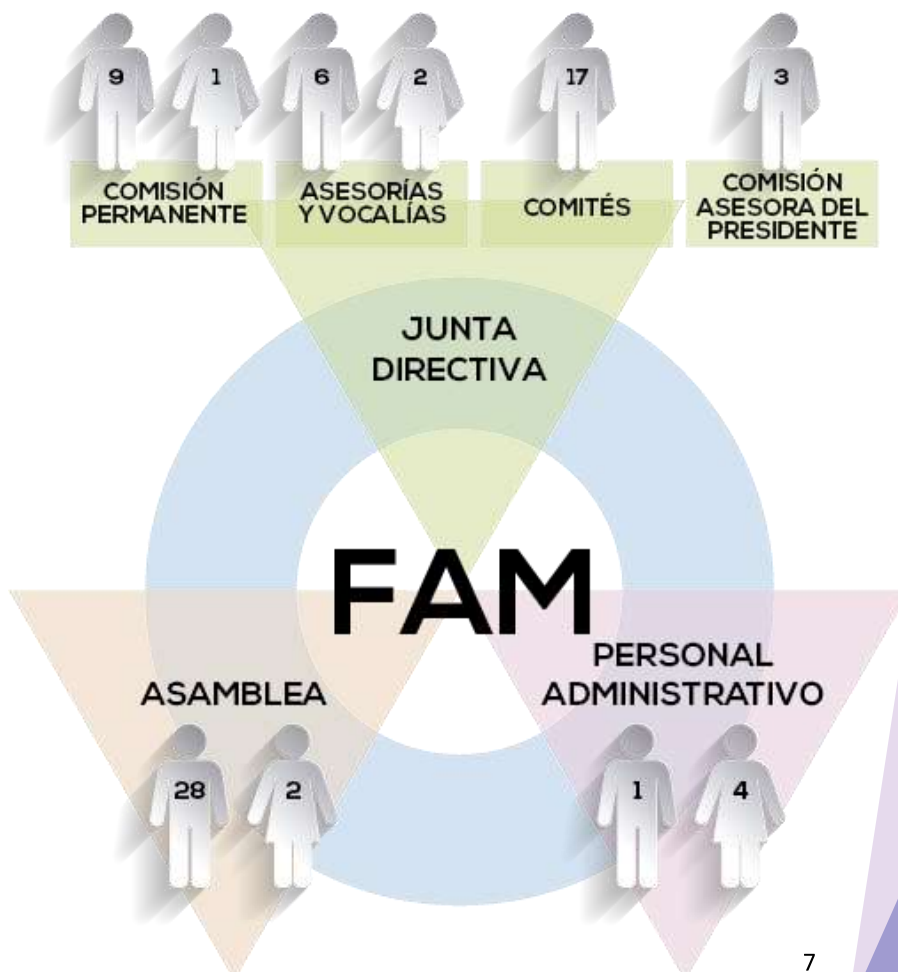 9 1 6 2 17 3
COMISIÓN
PERMANENTE
ASESORÍAS
Y VOCALÍAS
COMITÉS
COMISIÓN
ASESORA DEL
PRESIDENTE
JUNTA
DIRECTIVA
FAM
ASAMBLEA
28 2
PERSONAL
ADMINISTRATIVO
1 4
7